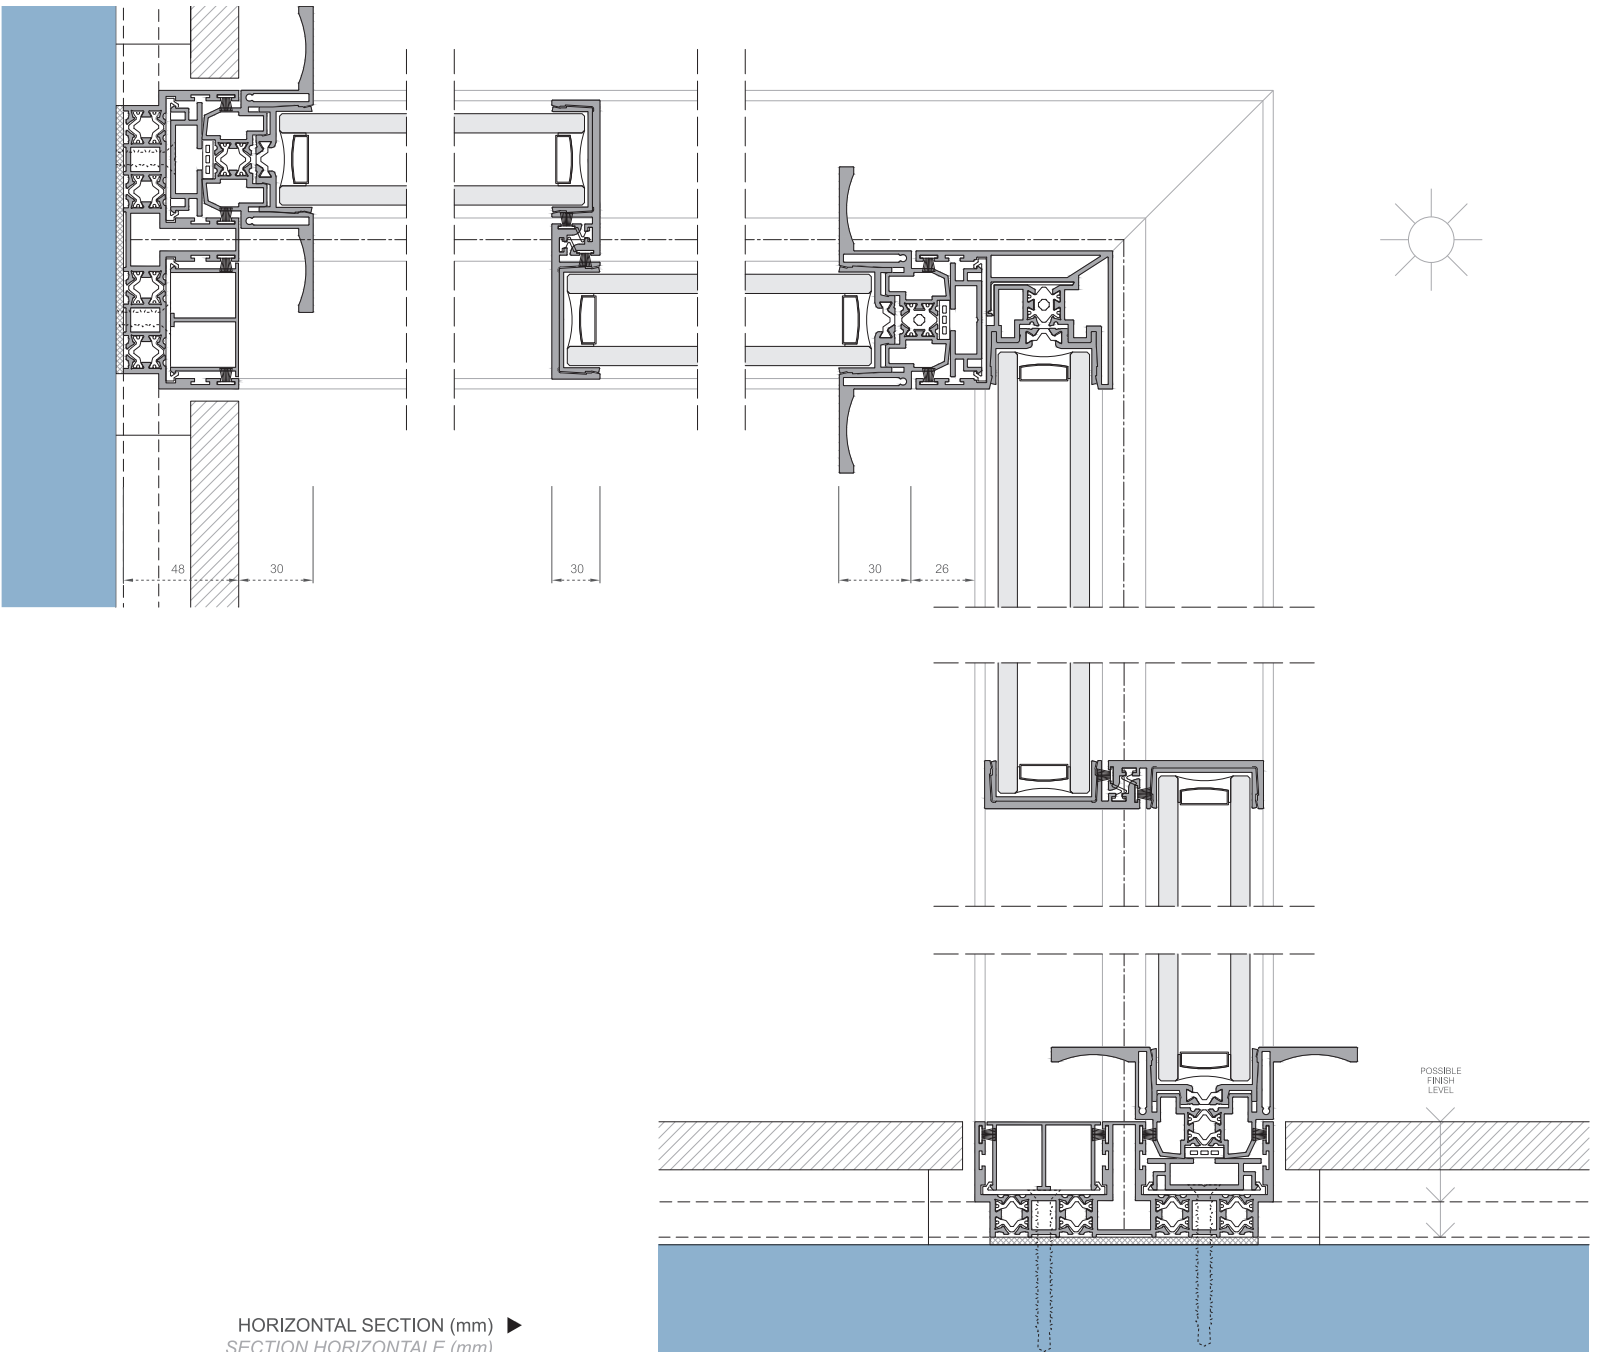 48
30
30
30
26
POSSIBLE
FINISH
LEVEL
HORIZONTAL SECTION (mm)
SECTION HORIZONTALE (mm)